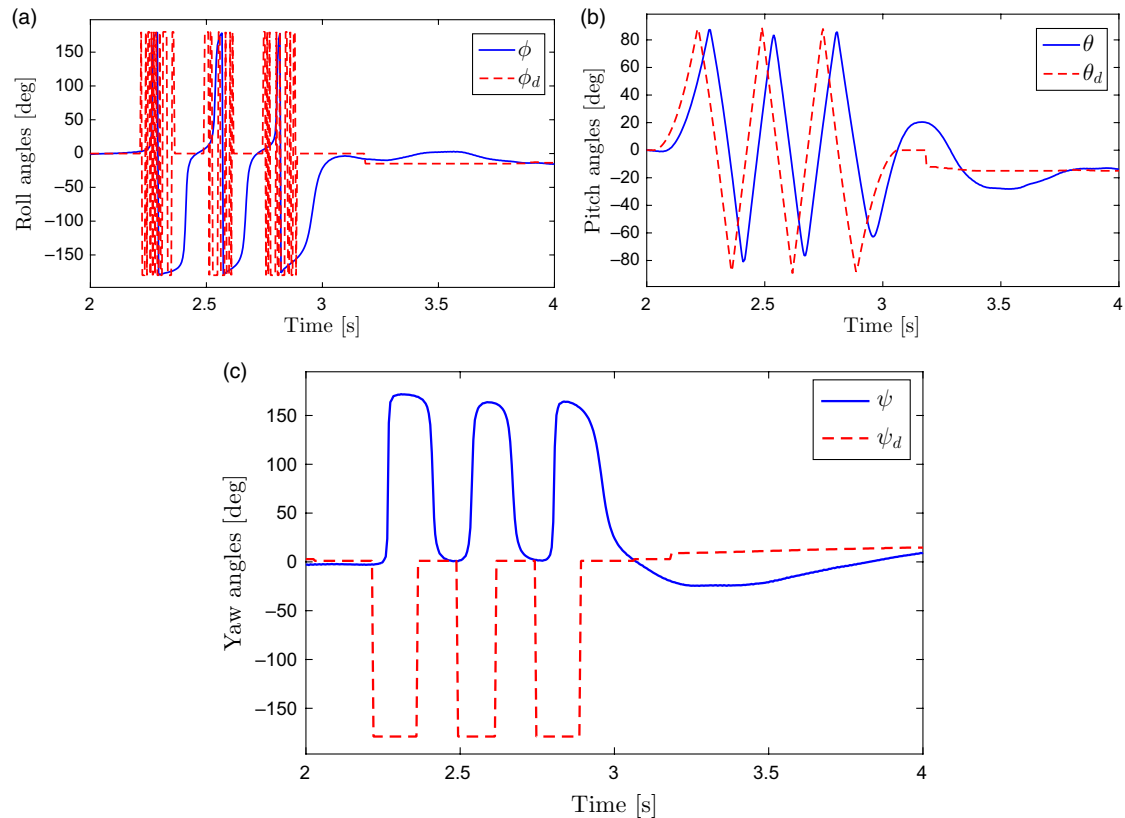 (a)
Roll angles [deg]
150
100
50
0
−50
−100
−150
2
2.5
3
3.5
4
Time [s]
ϕ
ϕ_d
(b)
Pitch angles [deg]
80
60
40
20
0
−20
−40
−60
−80
2
2.5
3
3.5
4
Time [s]
θ
θ_d
(c)
Yaw angles [deg]
150
100
50
0
−50
−100
−150
2
2.5
3
3.5
4
Time [s]
ψ
ψ_d